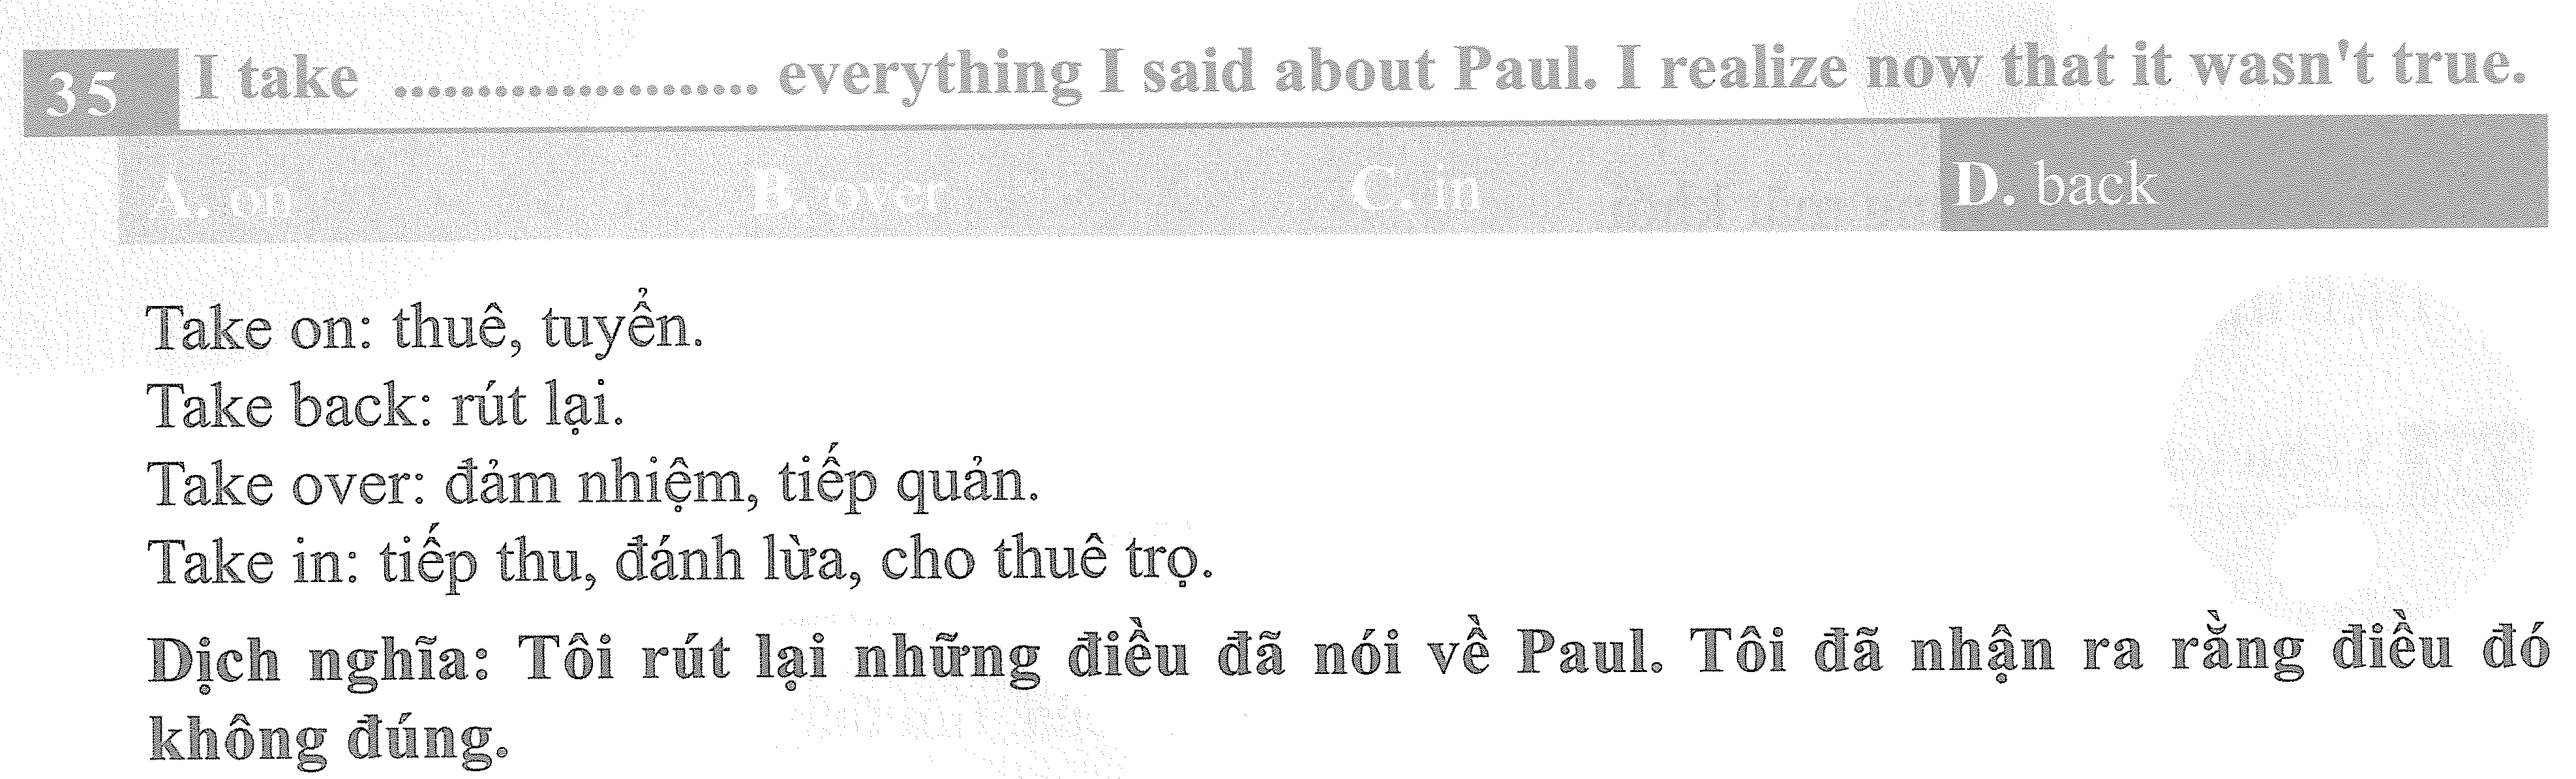 35 I take ...................... everything I said about Paul. I realize now that it wasn't true.
A. on B. over C. in D. back
Take on: thuê, tuyển.
Take back: rút lại.
Take over: đảm nhiệm, tiếp quản.
Take in: tiếp thu, đánh lừa, cho thuê trọ.
Dịch nghĩa: Tôi rút lại những điều đã nói về Paul. Tôi đã nhận ra rằng điều đó
không đúng.